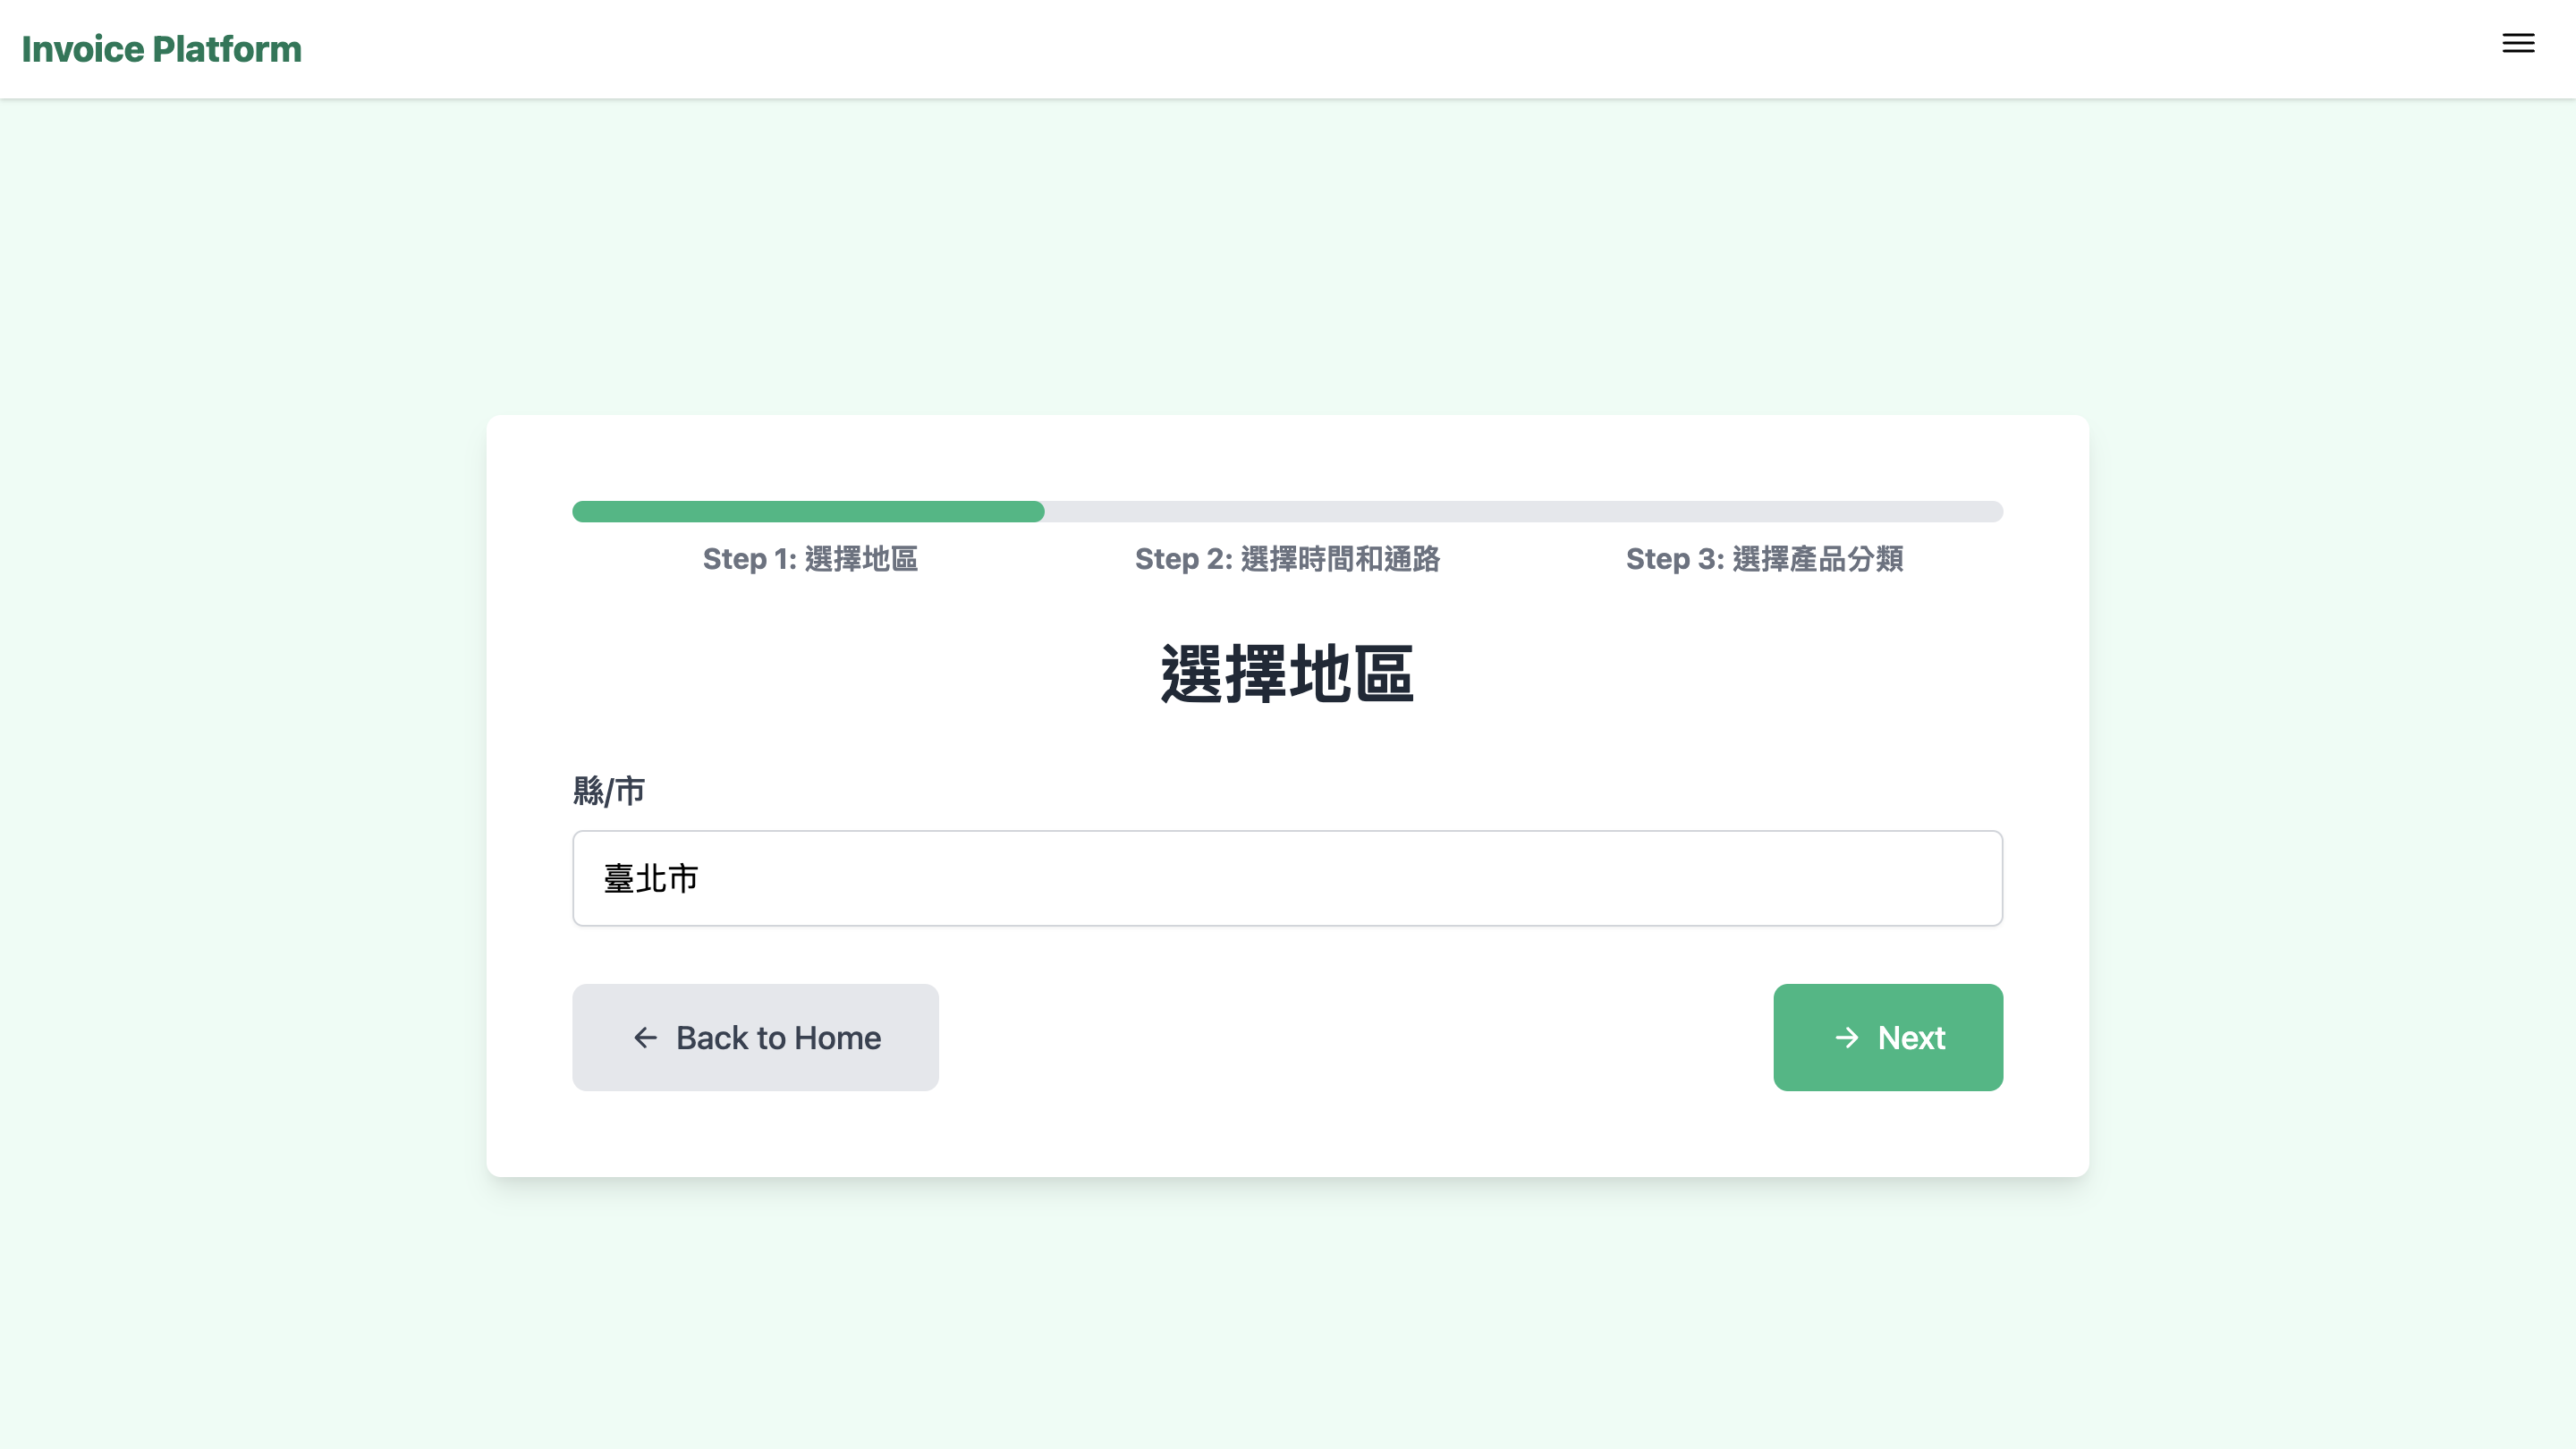 Invoice Platform
Step 1: 選擇地區
Step 2: 選擇時間和通路
Step 3: 選擇產品分類
選擇地區
縣/市
臺北市
Back to Home
Next